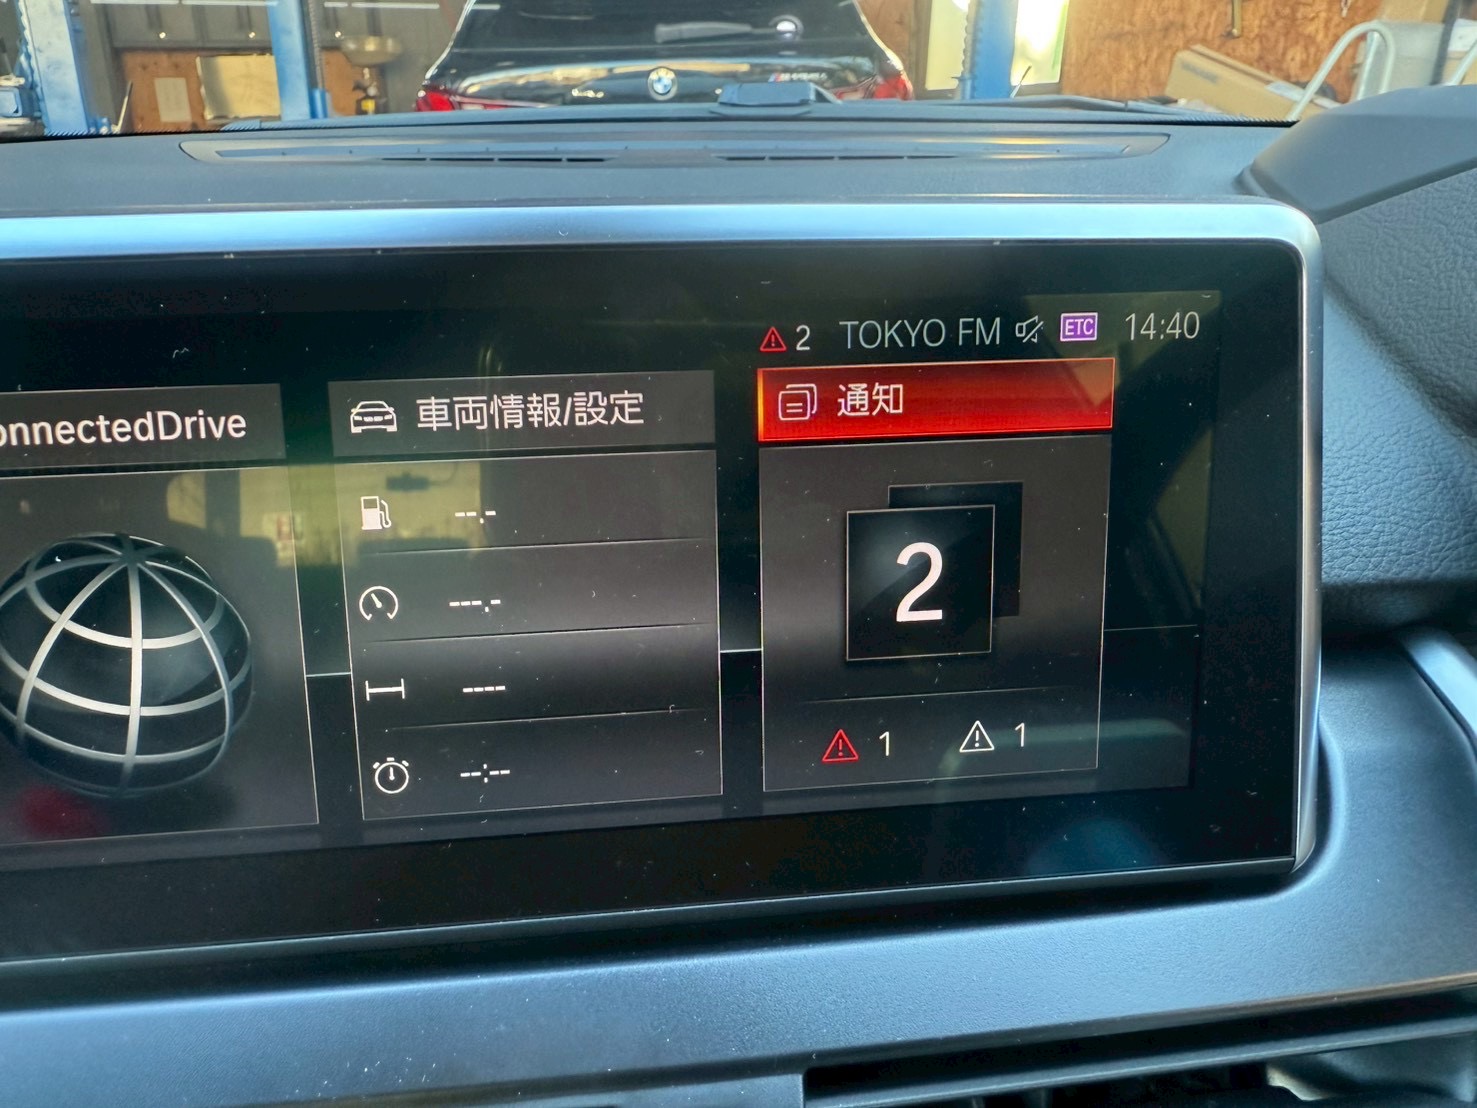 2 TOKYO FM ETC 14:40
onnectedDrive
車両情報/設定
--.-
---.-
----
--:--
通知
2
1 1